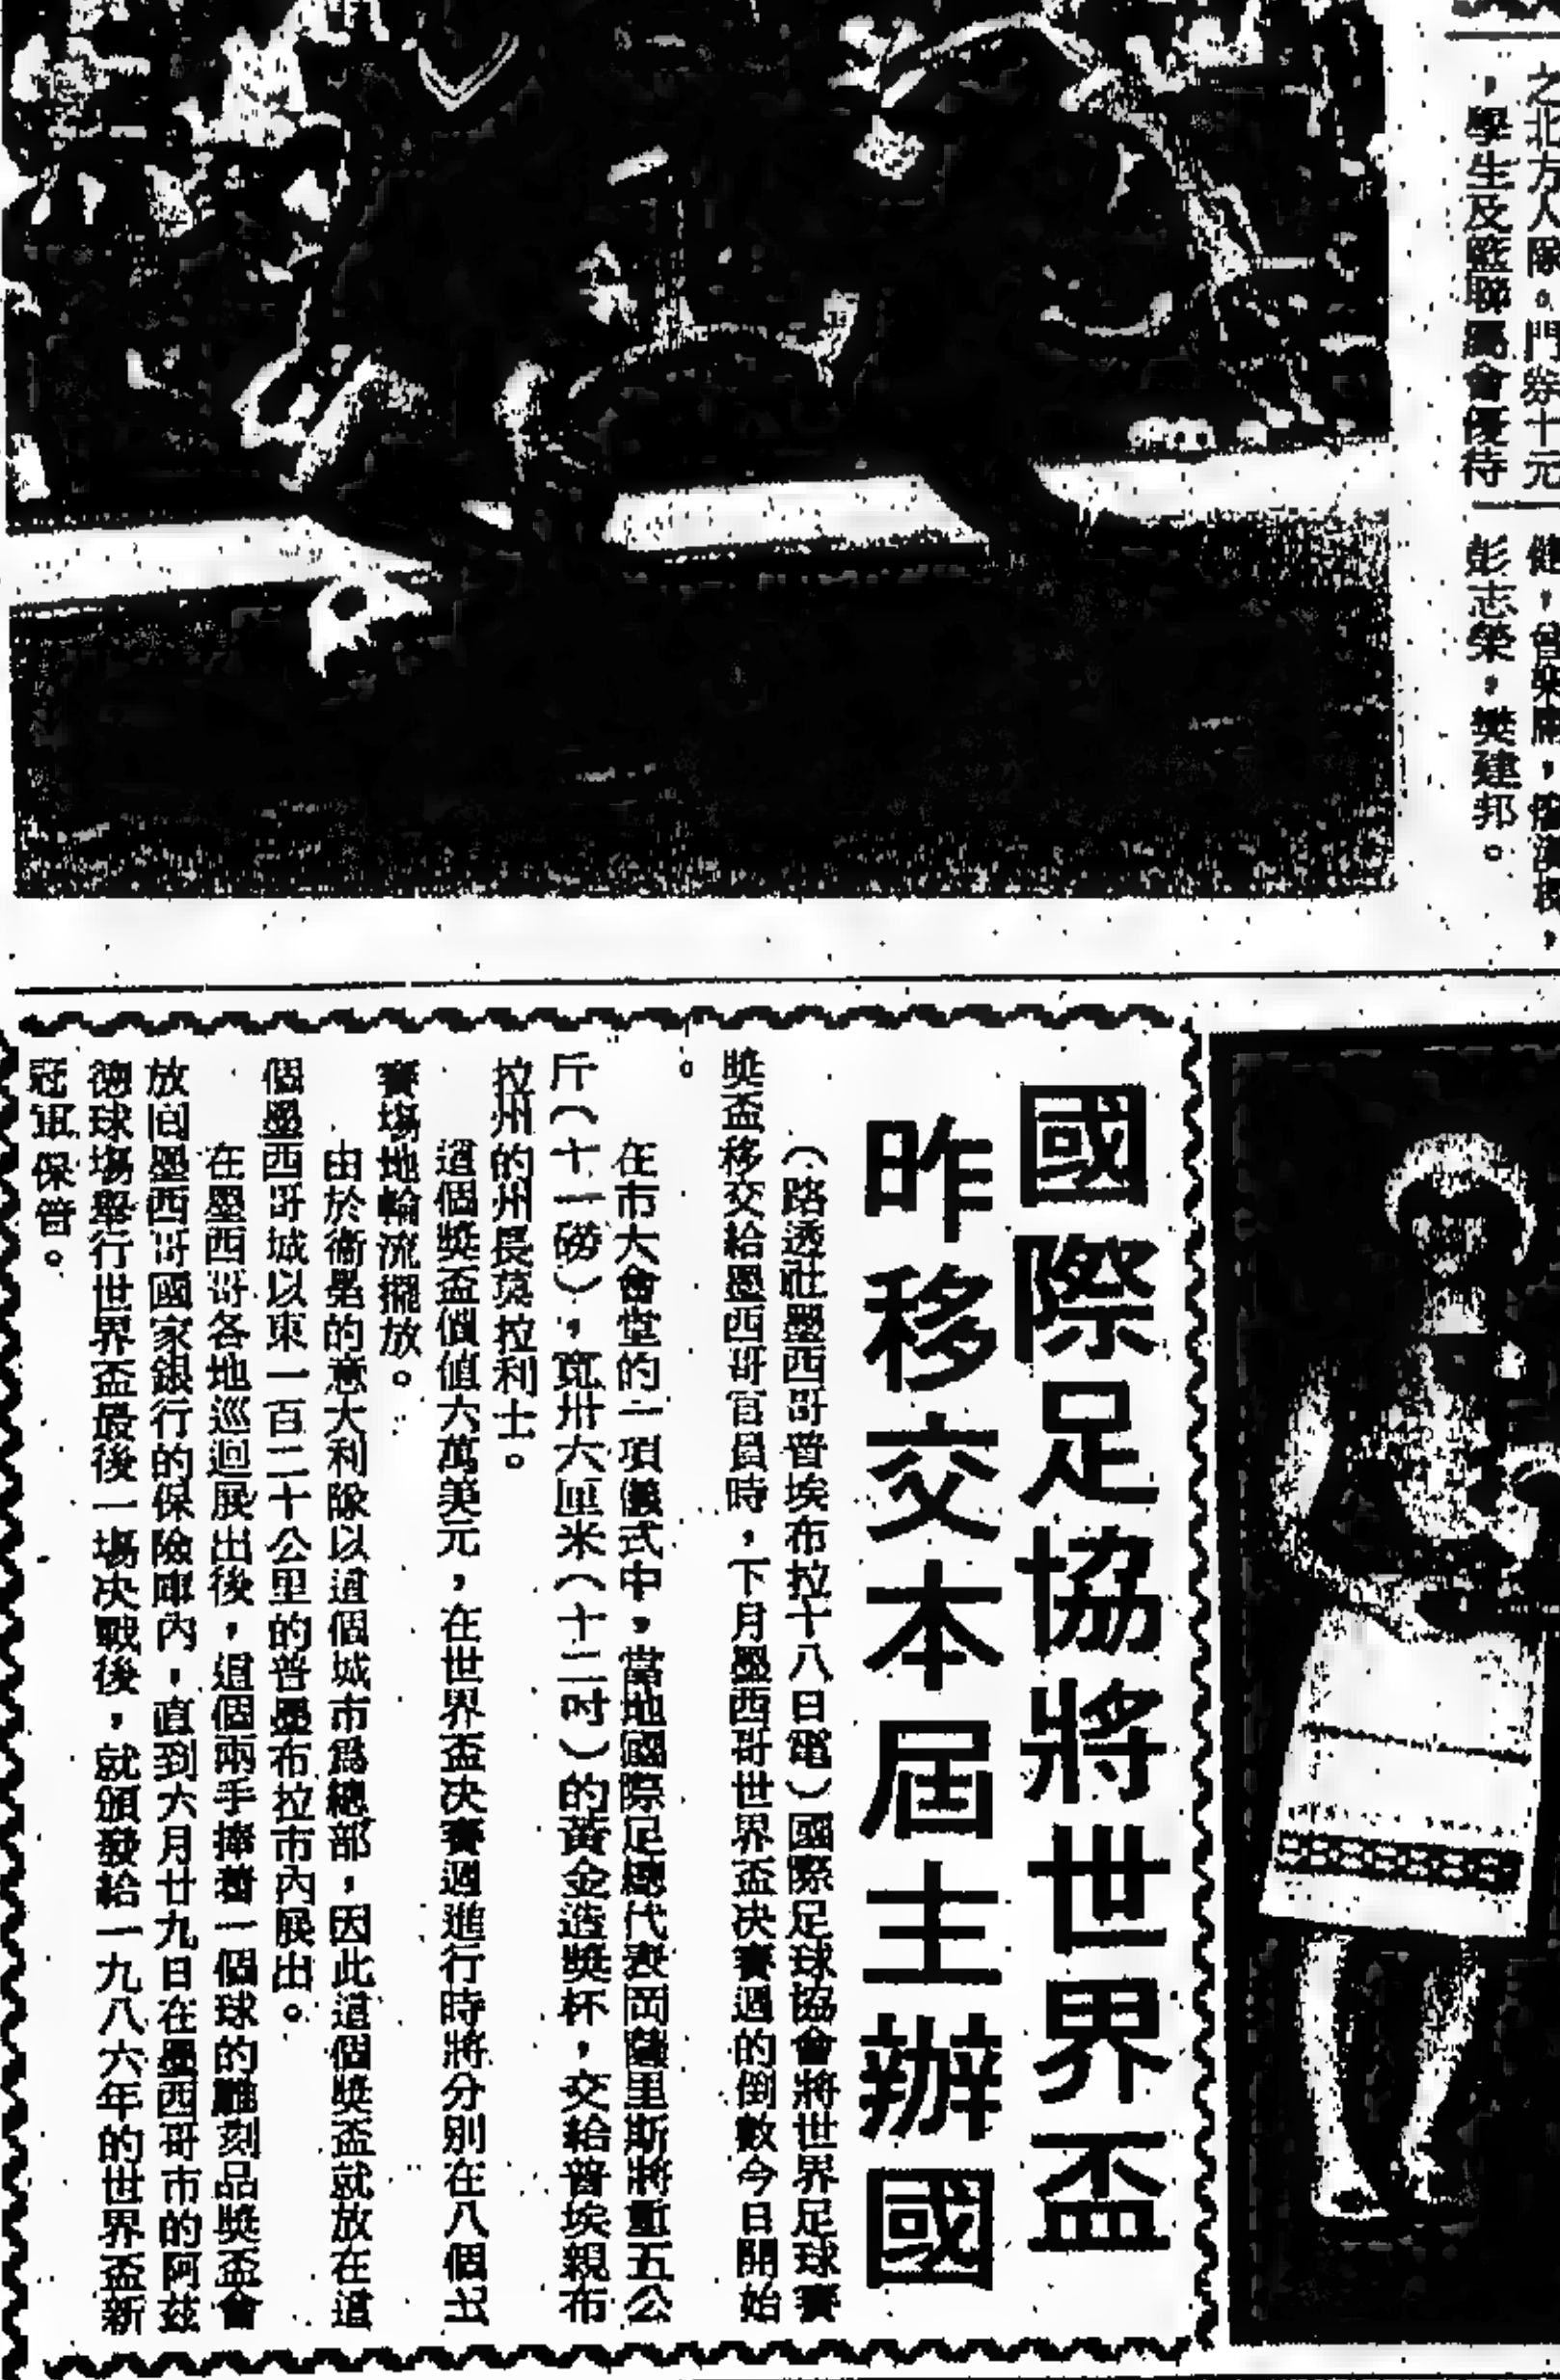 之北方人隊。門券十元
，學生及籃聯屬會優待
彭志榮，樊建邦。
國際足協將世界盃
昨移交本屆主辦國
（路透社墨西哥普埃布拉十八日電）國際足球協會將世界足球賽
獎盃移交給墨西哥官員時，下月墨西哥世界盃決賽週的倒數今日開始
。
在市大會堂的一項儀式中，當地國際足總代表岡薩里斯將重五公
斤（十一磅），寬卅六厘米（十二吋）的黃金造獎杯，交給普埃親布
拉州的州長莫拉利士。
這個獎盃價值六萬美元，在世界盃決賽週進行時將分別在八個出
賽場地輪流擺放。
由於衞冕的意大利隊以這個城市爲總部，因此這個獎盃就放在這
個墨西哥城以東一百二十公里的普墨布拉市內展出。
在墨西哥各地巡迴展出後，這個兩手捧着一個球的雕刻品獎盃會
放回墨西哥國家銀行的保險庫內，直到六月廿九日在墨西哥市的阿兹
德球場舉行世界盃最後一場決戰後，就頒發給一九八六年的世界盃新
冠軍保管。